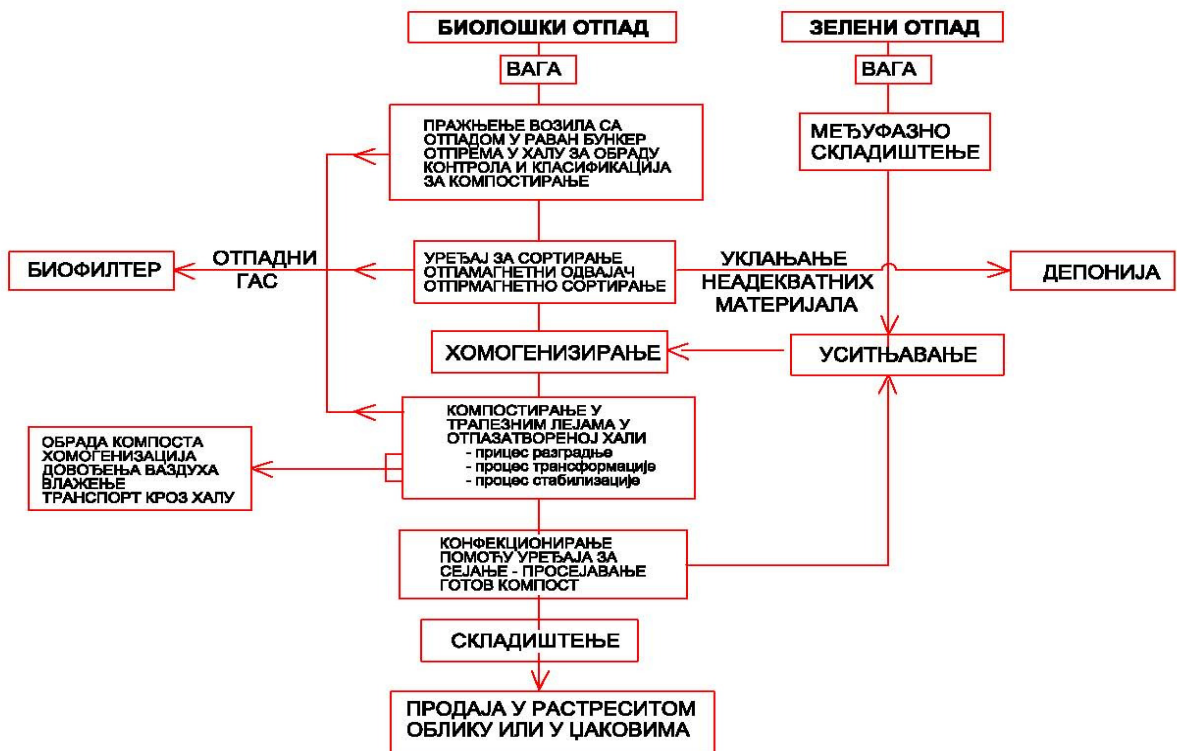 БИОЛОШКИ ОТПАД
ЗЕЛЕНИ ОТПАД
ВАГА
ВАГА
ПРАЖЊЕЊЕ ВОЗИЛА СА
ОТПАДОМ У РАВАН БУНКЕР
ОТПРЕМА У ХАЛУ ЗА ОБРАДУ
КОНТРОЛА И КЛАСИФИКАЦИЈА
ЗА КОМПОСТИРАЊЕ
МЕЂУФАЗНО
СКЛАДИШТЕЊЕ
БИОФИЛТЕР
ОТПАДНИ
ГАС
УРЕЂАЈ ЗА СОРТИРАЊЕ
ОТПАМАГНЕТНИ ОДВАЈАЧ
ОТПРМАГНЕТНО СОРТИРАЊЕ
УКЛАЊАЊЕ
НЕАДЕКВАТНИХ
МАТЕРИЈАЛА
ДЕПОНИЈА
ХОМОГЕНИЗИРАЊЕ
УСИТЊАВАЊЕ
КОМПОСТИРАЊЕ У
ТРАПЕЗНИМ ЛЕЈАМА У
ОТПАЗАТВОРЕНОЈ ХАЛИ
- прицес разградње
- процес трансформације
- процес стабилизације
ОБРАДА КОМПОСТА
ХОМОГЕНИЗАЦИЈА
ДОВОЂЕЊА ВАЗДУХА
ВЛАЖЕЊЕ
ТРАНСПОРТ КРОЗ ХАЛУ
КОНФЕКЦИОНИРАЊЕ
ПОМОЋУ УРЕЂАЈА ЗА
СЕЈАЊЕ - ПРОСЕЈАВАЊЕ
ГОТОВ КОМПОСТ
СКЛАДИШТЕЊЕ
ПРОДАЈА У РАСТРЕСИТОМ
ОБЛИКУ ИЛИ У ЏАКОВИМА